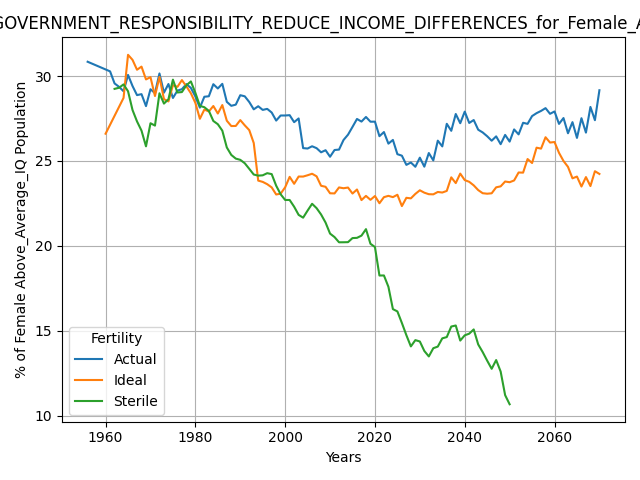 GOVERNMENT_RESPONSIBILITY_REDUCE_INCOME_DIFFERENCES_for_Female_A
% of Female Above_Average_IQ Population
30
25
20
15
10
Fertility
Actual
Ideal
Sterile
1960 1980 2000 2020 2040 2060
Years